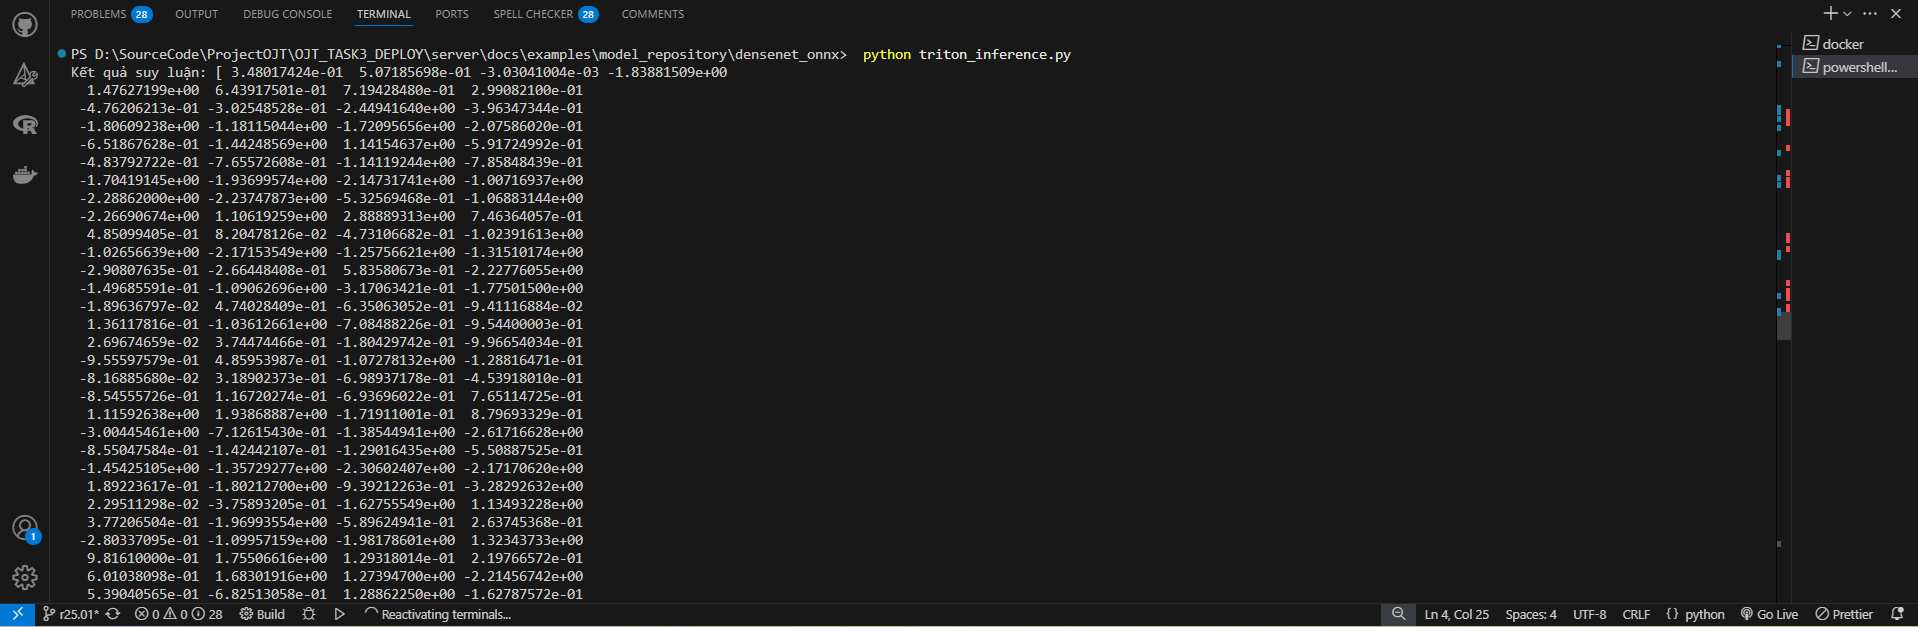 PROBLEMS 28 OUTPUT DEBUG CONSOLE TERMINAL PORTS SPELL CHECKER 28 COMMENTS
PS D:\SourceCode\ProjectOJT\OJT_TASK3_DEPLOY\server\docs\examples\model_repository\densenet_onnx> python triton_inference.py
Kết quả suy luận: [ 3.48017424e-01 5.07185698e-01 -3.03041004e-03 -1.83881509e+00
1.47627199e+00 6.43917501e-01 7.19428480e-01 2.99082100e-01
-4.76206213e-01 -3.02548528e-01 -2.44941640e+00 -3.96347344e-01
-1.80609238e+00 -1.18115044e+00 -1.72095656e+00 -2.07586020e-01
-6.51867628e-01 -1.44248569e+00 1.14154637e+00 -5.91724992e-01
-4.83792722e-01 -7.65572608e-01 -1.14119244e+00 -7.85848439e-01
-1.70419145e+00 -1.93699574e+00 -2.14731741e+00 -1.00716937e+00
-2.28862000e+00 -2.23747873e+00 -5.32569468e-01 -1.06883144e+00
-2.26690674e+00 1.10619259e+00 2.88889313e+00 7.46364057e-01
4.85099405e-01 8.20478126e-02 -4.73106682e-01 -1.02391613e+00
-1.02656639e+00 -2.17153549e+00 -1.25756621e+00 -1.31510174e+00
-2.90807635e-01 -2.66448408e-01 5.83580673e-01 -2.22776055e+00
-1.49685591e-01 -1.09062696e+00 -3.17063421e-01 -1.77501500e+00
-1.89636797e-02 4.74028409e-01 -6.35063052e-01 -9.41116884e-02
1.36117816e-01 -1.03612661e+00 -7.08488226e-01 -9.54400003e-01
2.69674659e-02 3.74474466e-01 -1.80429742e-01 -9.96654034e-01
-9.55597579e-01 4.85953987e-01 -1.07278132e+00 -1.28816471e-01
-8.16885680e-02 3.18902373e-01 -6.98937178e-01 -4.53918010e-01
-8.54555726e-01 1.16720274e-01 -6.93696022e-01 7.65114725e-01
1.11592638e+00 1.93868887e+00 -1.71911001e-01 8.79693329e-01
-3.00445461e+00 -7.12615430e-01 -1.38544941e+00 -2.61716628e+00
-8.55047584e-01 -1.42442107e-01 -1.29016435e+00 -5.50887525e-01
-1.45425105e+00 -1.35729277e+00 -2.30602407e+00 -2.17170620e+00
1.89223617e-01 -1.80212700e+00 -9.39212263e-01 -3.28292632e+00
2.29511298e-02 -3.75893205e-01 -1.62755549e+00 1.13493228e+00
3.77206504e-01 -1.96993554e+00 -5.89624941e-01 2.63745368e-01
-2.80337095e-01 -1.09957159e+00 -1.98178601e+00 1.32343733e+00
9.81610000e-01 1.75506616e+00 1.29318014e-01 2.19766572e-01
6.01038098e-01 1.68301916e+00 1.27394700e+00 -2.21456742e+00
5.39040565e-01 -6.82513058e-01 1.28862250e+00 -1.62787572e-01
docker
powershell...
1
r25.01* 0 0 28 Build Reactivating terminals... Ln 4, Col 25 Spaces: 4 UTF-8 CRLF {} python Go Live Prettier